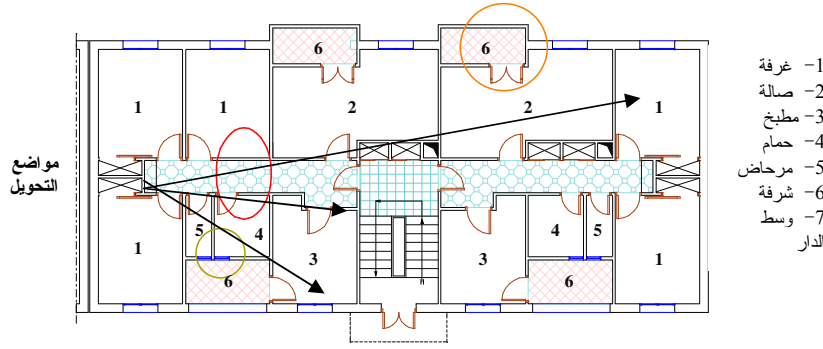 6
6
1
1
2
2
1
1- غرفة
2- صالة
3- مطبخ
4- حمام
5- مرحاض
6- شرفة
7- وسط
الدار
مواضع
التحويل
1
5
4
3
3
4
5
1
6
6